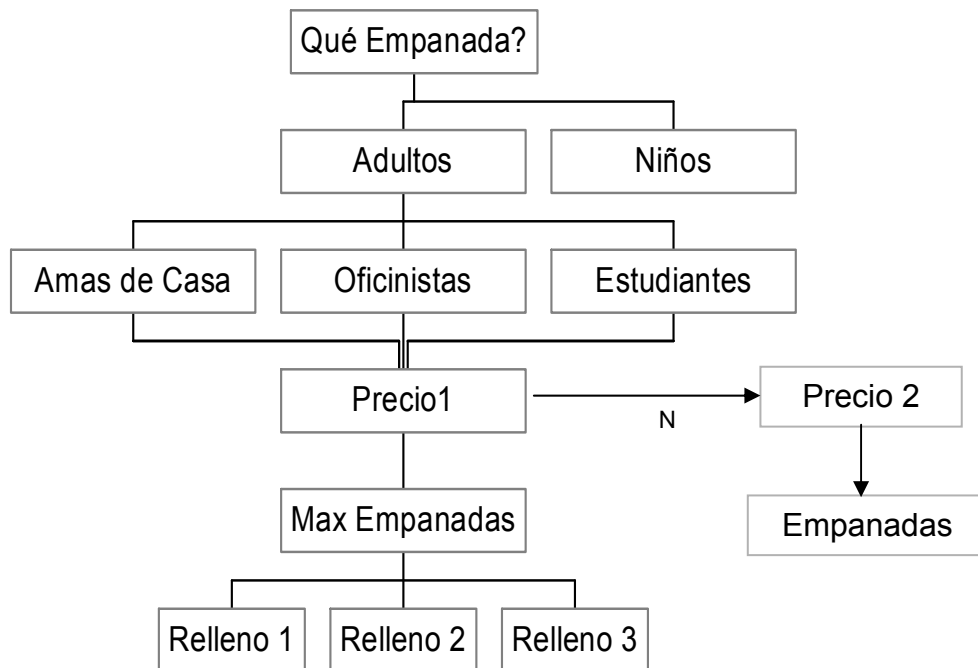 Qué Empanada?
Adultos
Niños
Amas de Casa
Oficinistas
Estudiantes
Precio1
N
Precio 2
Max Empanadas
Empanadas
Relleno 1
Relleno 2
Relleno 3